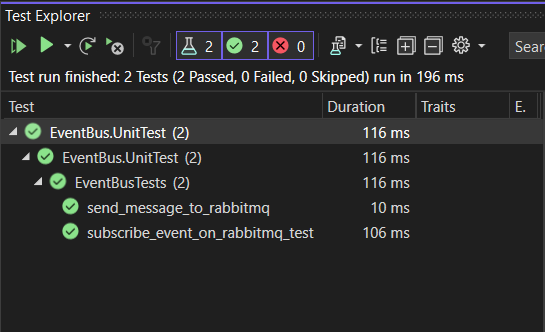 Test Explorer
2 2 0 Sear
Test run finished: 2 Tests (2 Passed, 0 Failed, 0 Skipped) run in 196 ms
Test Duration Traits E.
EventBus.UnitTest (2) 116 ms
EventBus.UnitTest (2) 116 ms
EventBusTests (2) 116 ms
send_message_to_rabbitmq 10 ms
subscribe_event_on_rabbitmq_test 106 ms